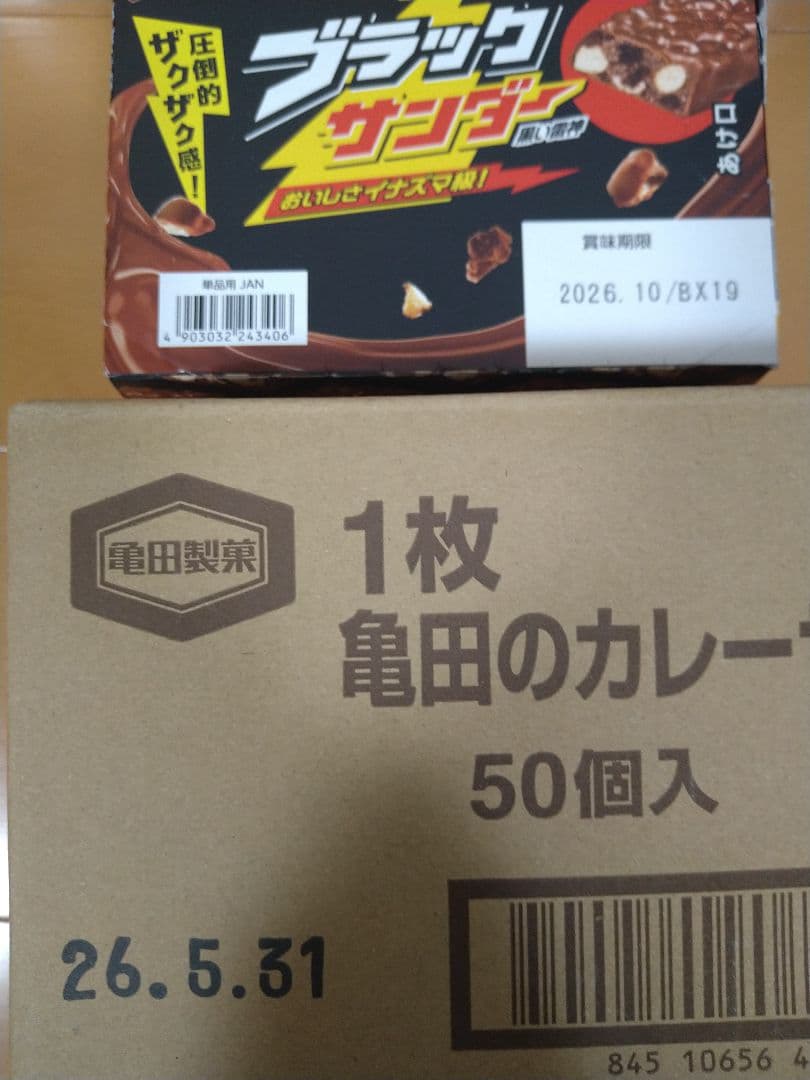 圧倒的
ザクザク感!
ブラック
サンダー
黒い雷神
おいしさイナズマ級!
あけ口
賞味期限
2026.10/BX19
単品用 JAN
4 903032 243406
亀田製菓
1枚
亀田のカレー
50個入
26.5.31
845 10656 4